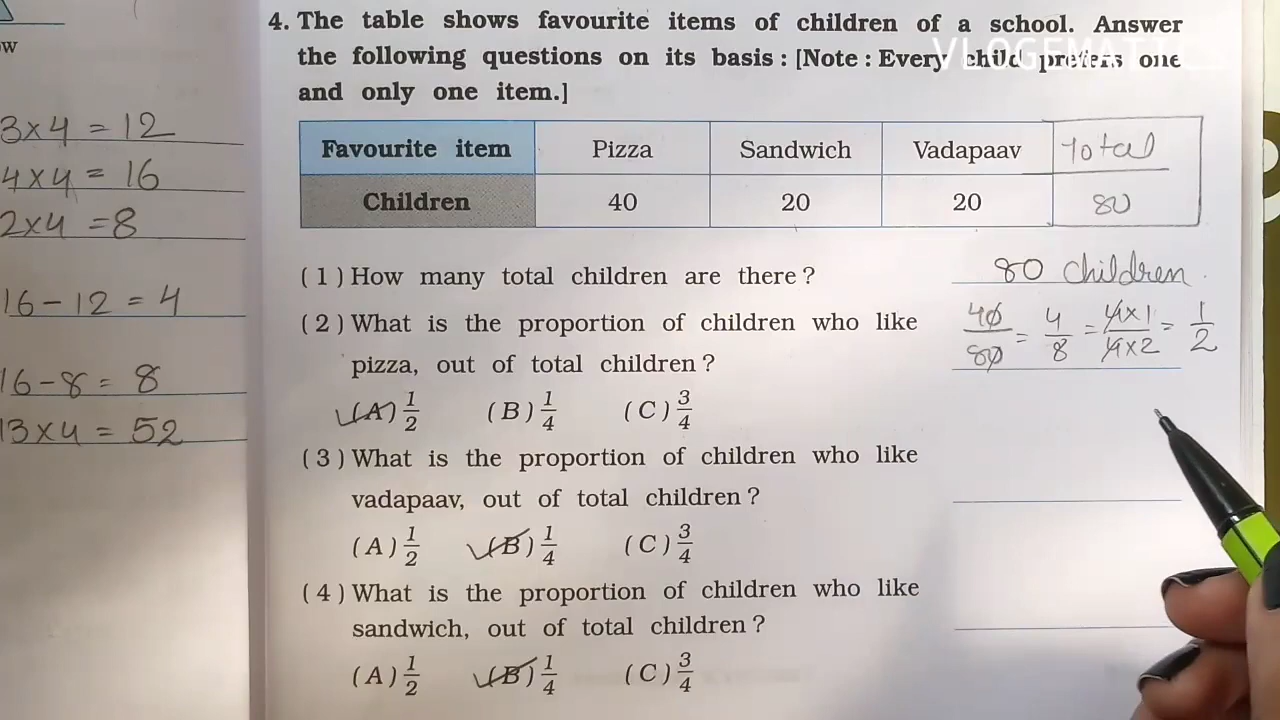 w
3x4 = 12
4x4 = 16
2x4 = 8
16-12 = 4
16-8 = 8
13x4 = 52
4. The table shows favourite items of children of a school. Answer
the following questions on its basis : [Note : Every child prefers one
and only one item.]
Favourite item Pizza Sandwich Vadapaav Total
Children 40 20 20 80
(1) How many total children are there ? 80 children.
(2) What is the proportion of children who like 40/80 = 4/8 = 4x1/4x2 = 1/2
pizza, out of total children ?
(A) 1/2 (B) 1/4 (C) 3/4
(3) What is the proportion of children who like
vadapaav, out of total children ?
(A) 1/2 (B) 1/4 (C) 3/4
(4) What is the proportion of children who like
sandwich, out of total children ?
(A) 1/2 (B) 1/4 (C) 3/4